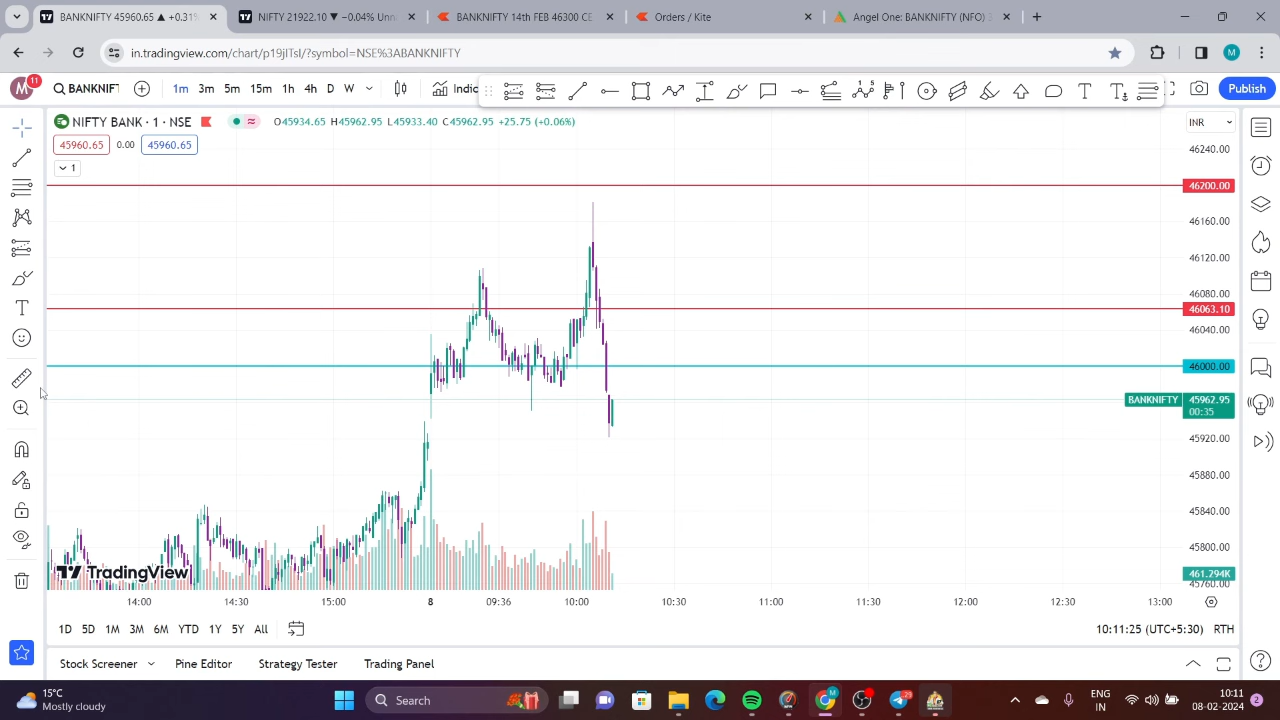 BANKNIFTY 45960.65 ▲ +0.31%
NIFTY 21922.10 ▼ −0.04% Unn
BANKNIFTY 14th FEB 46300 CE
Orders / Kite
Angel One: BANKNIFTY (NFO)
in.tradingview.com/chart/p19jITsI/?symbol=NSE%3ABANKNIFTY
M
M
11
BANKNIFT
1m 3m 5m 15m 1h 4h D W
Indic
Publish
NIFTY BANK · 1 · NSE
O45934.65 H45962.95 L45933.40 C45962.95 +25.75 (+0.06%)
INR
45960.65 0.00 45960.65
1
46240.00
46200.00
46160.00
46120.00
46080.00
46063.10
46040.00
46000.00
BANKNIFTY 45962.95
00:35
45920.00
45880.00
45840.00
45800.00
461.294K
45760.00
TradingView
14:00 14:30 15:00 8 09:36 10:00 10:30 11:00 11:30 12:00 12:30 13:00
1D 5D 1M 3M 6M YTD 1Y 5Y All
10:11:25 (UTC+5:30) RTH
Stock Screener Pine Editor Strategy Tester Trading Panel
15°C
Mostly cloudy
Search
ENG
IN
10:11
08-02-2024
2